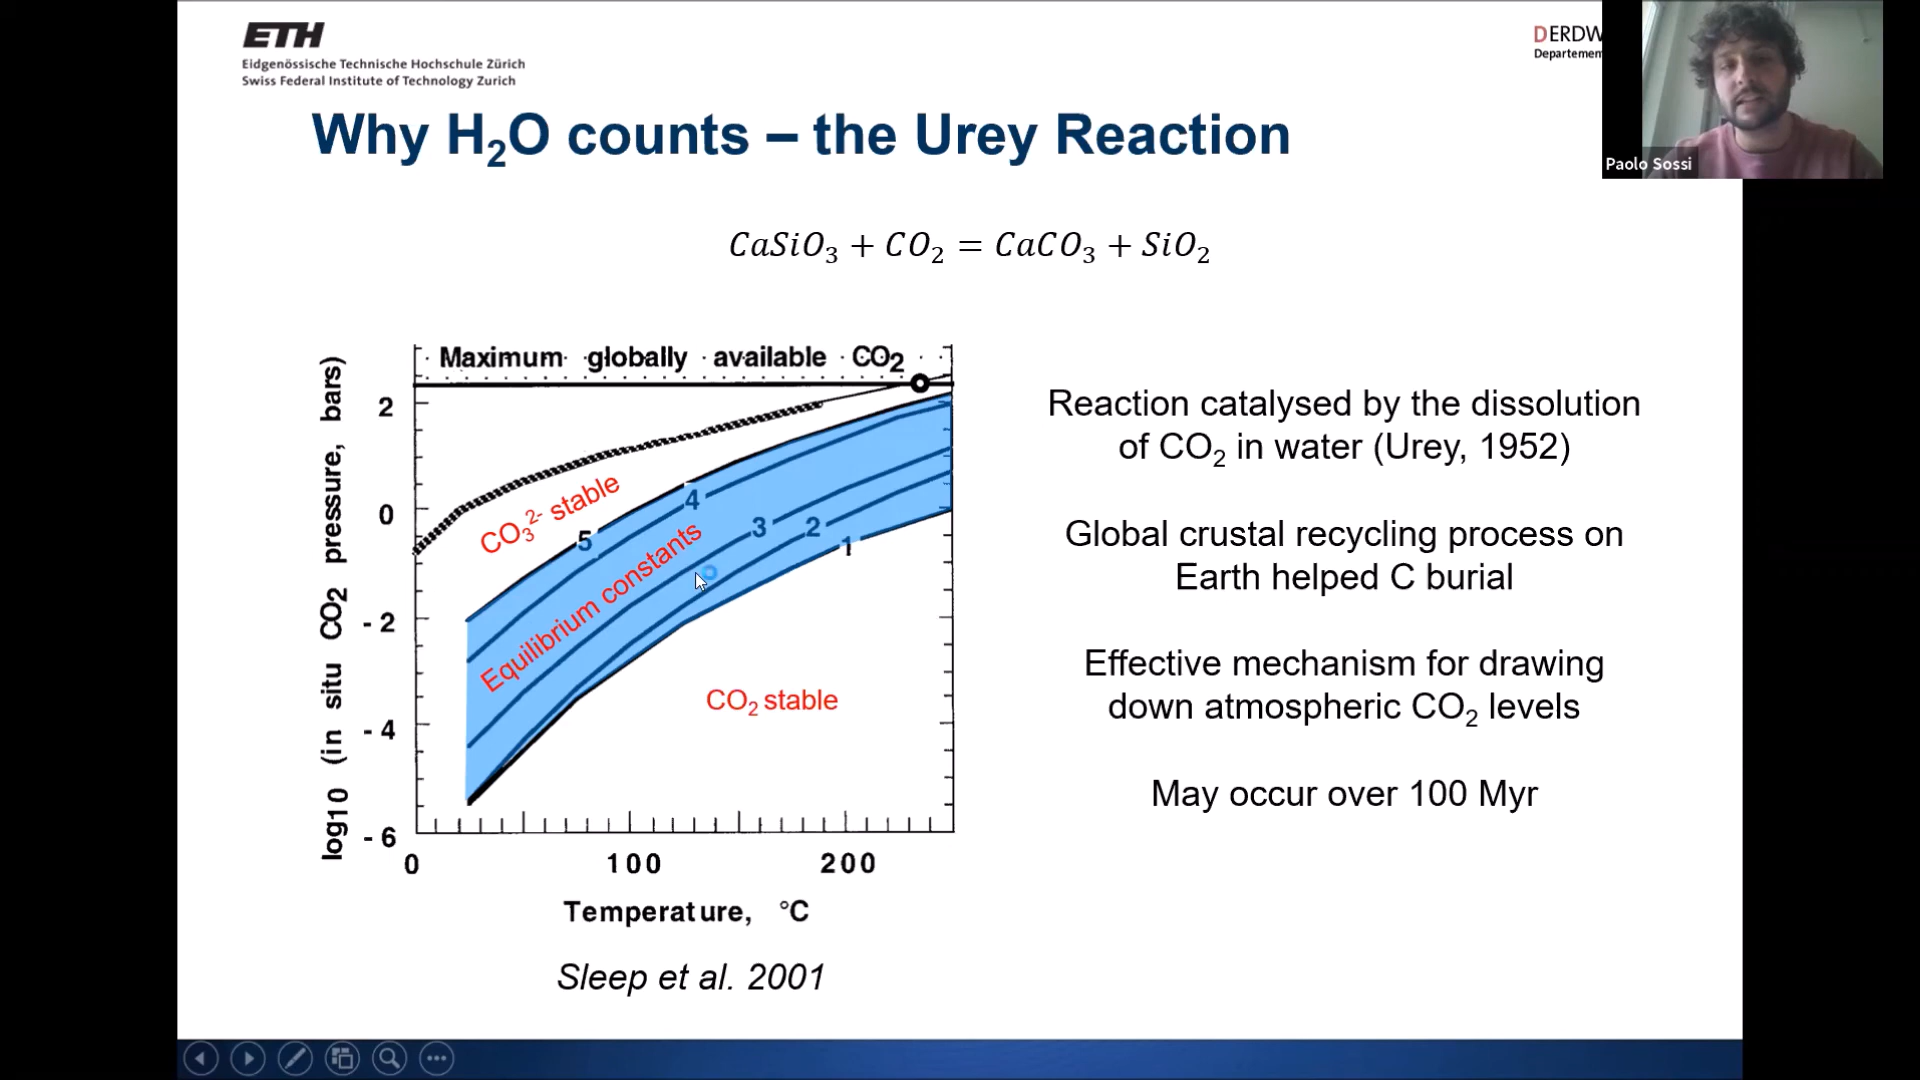 ETH
Eidgenössische Technische Hochschule Zürich
Swiss Federal Institute of Technology Zurich
DERDW
Departemen
Paolo Sossi
Why H₂O counts – the Urey Reaction
CaSiO₃ + CO₂ = CaCO₃ + SiO₂
Maximum globally available CO₂
log10 (in situ CO₂ pressure, bars)
2
0
- 2
- 4
- 6
CO₃²⁻ stable
Equilibrium constants
5
4
3
2
1
CO₂ stable
0 100 200
Temperature, °C
Sleep et al. 2001
Reaction catalysed by the dissolution
of CO₂ in water (Urey, 1952)
Global crustal recycling process on
Earth helped C burial
Effective mechanism for drawing
down atmospheric CO₂ levels
May occur over 100 Myr